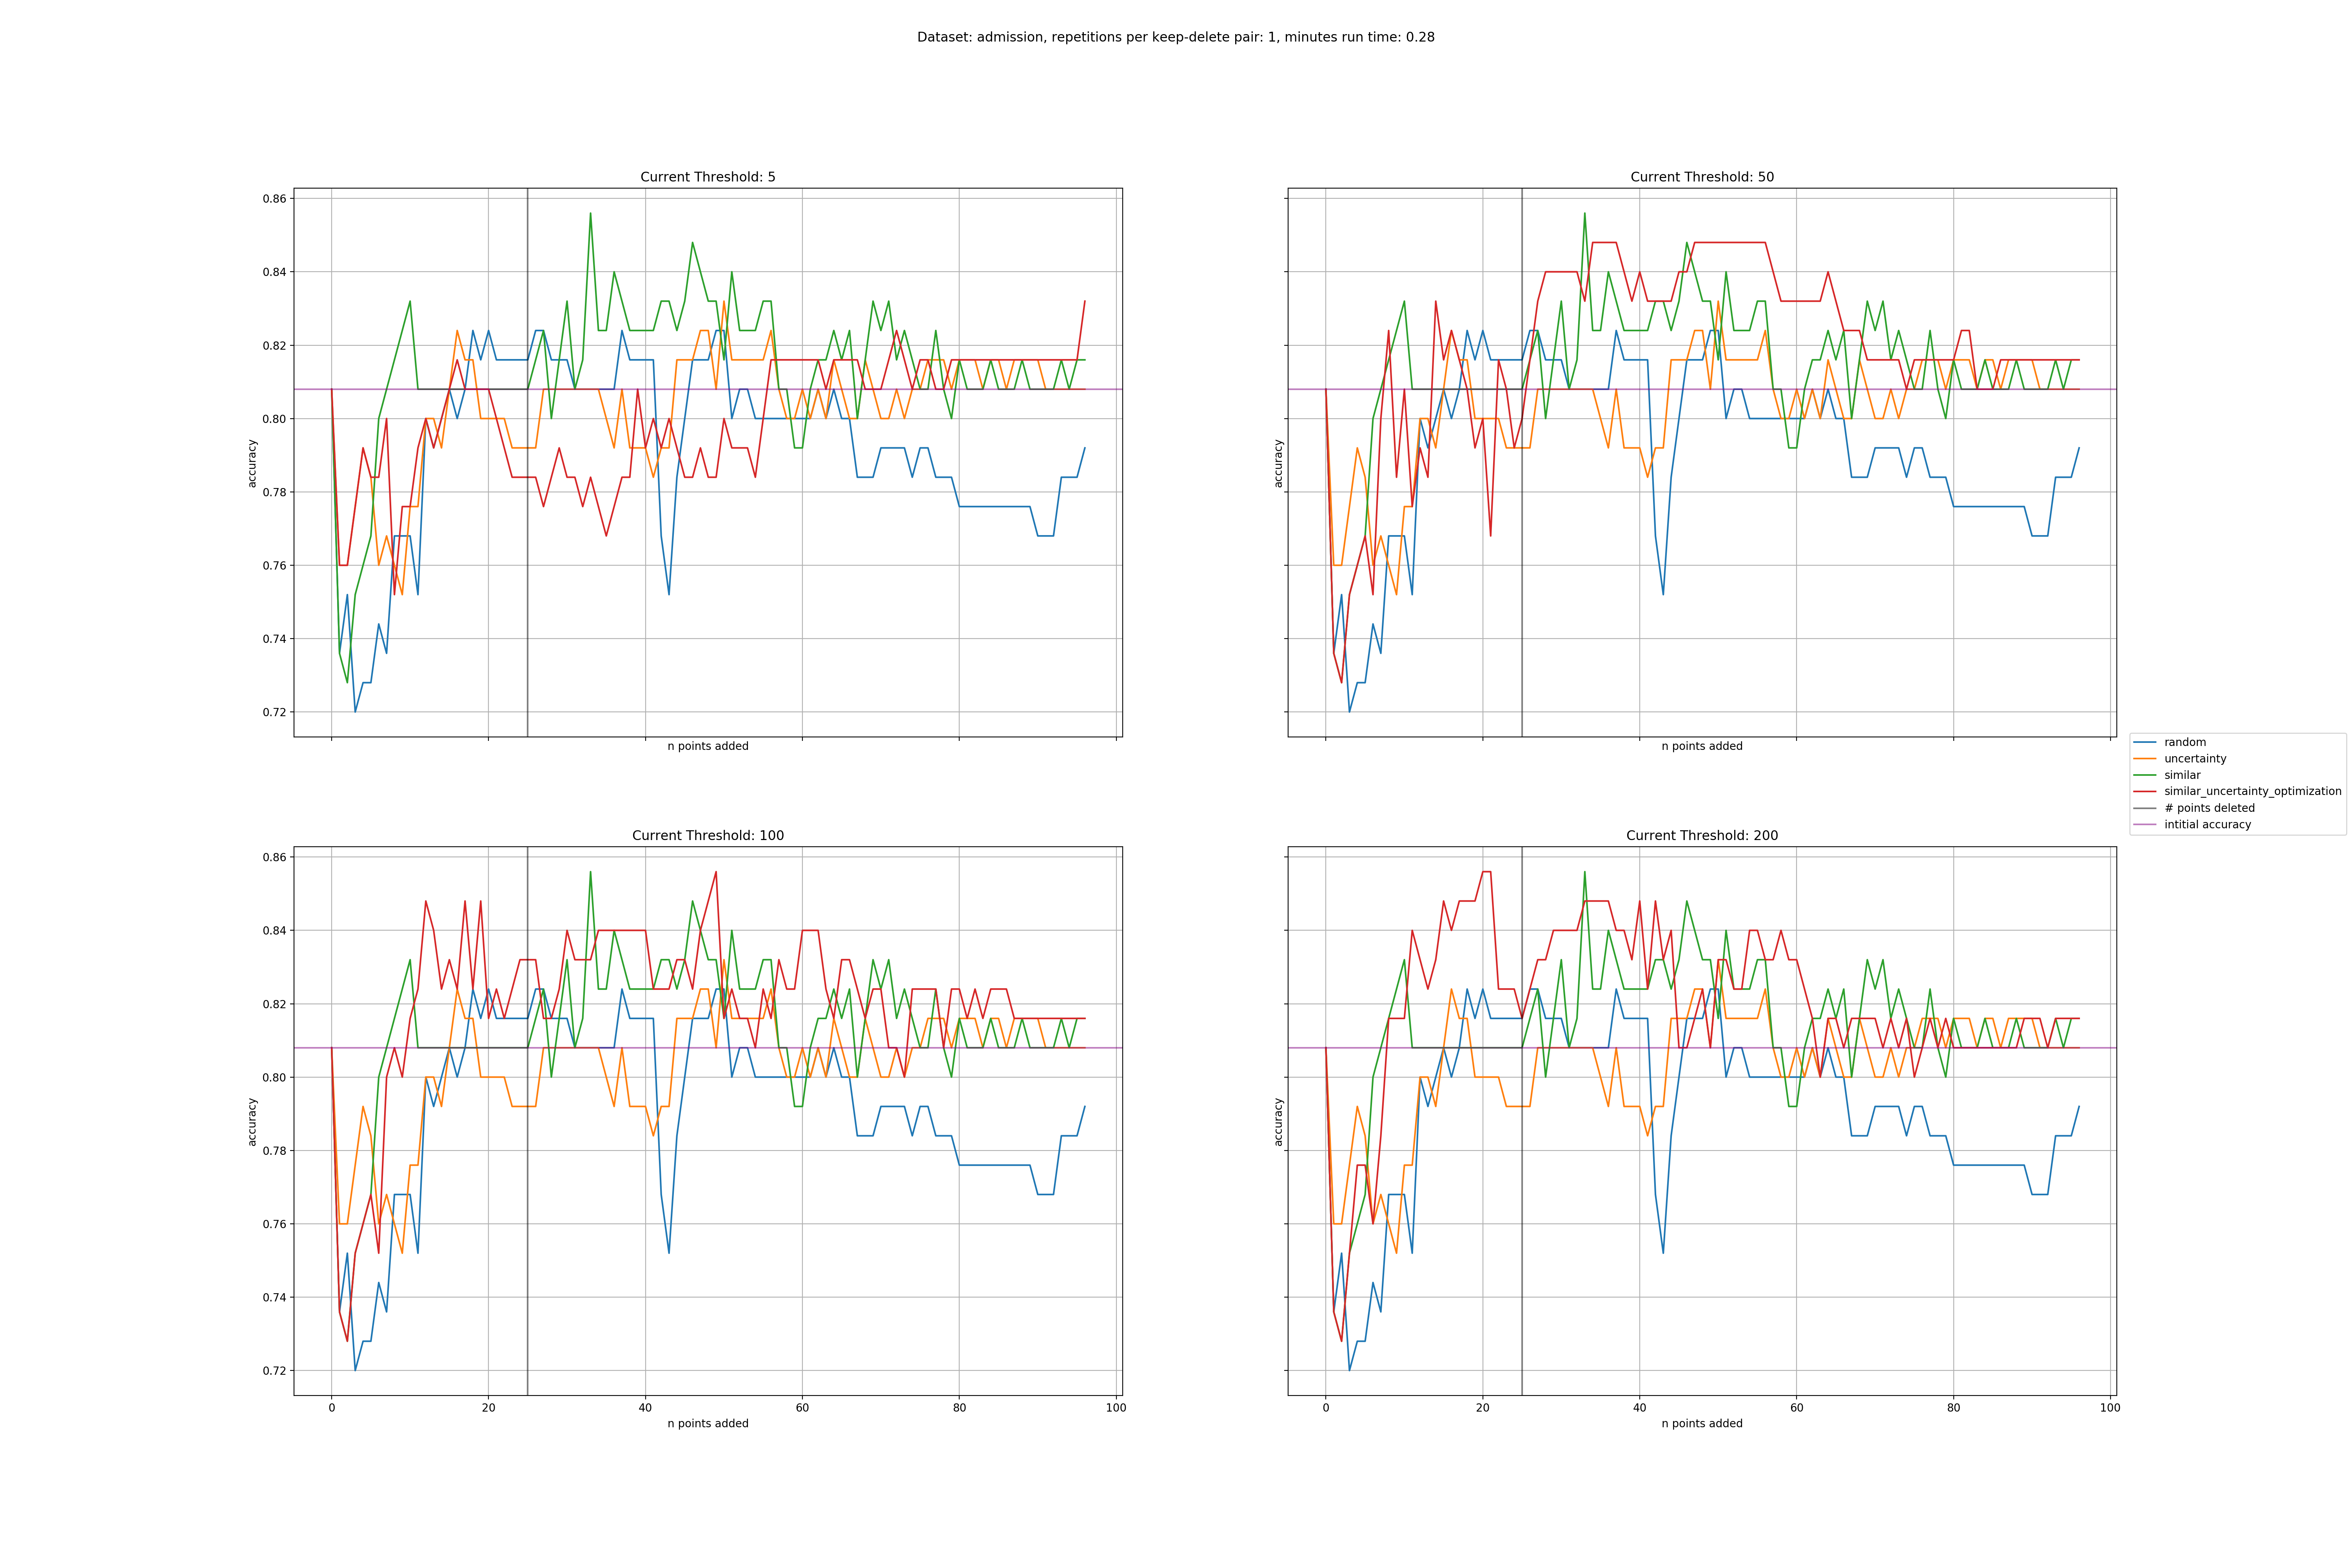 Dataset: admission, repetitions per keep-delete pair: 1, minutes run time: 0.28
Current Threshold: 5
0.86
0.84
0.82
0.80
0.78
0.76
0.74
0.72
accuracy
n points added
Current Threshold: 50
accuracy
n points added
random
uncertainty
similar
similar_uncertainty_optimization
# points deleted
intitial accuracy
Current Threshold: 100
0.86
0.84
0.82
0.80
0.78
0.76
0.74
0.72
accuracy
0 20 40 60 80 100
n points added
Current Threshold: 200
accuracy
0 20 40 60 80 100
n points added